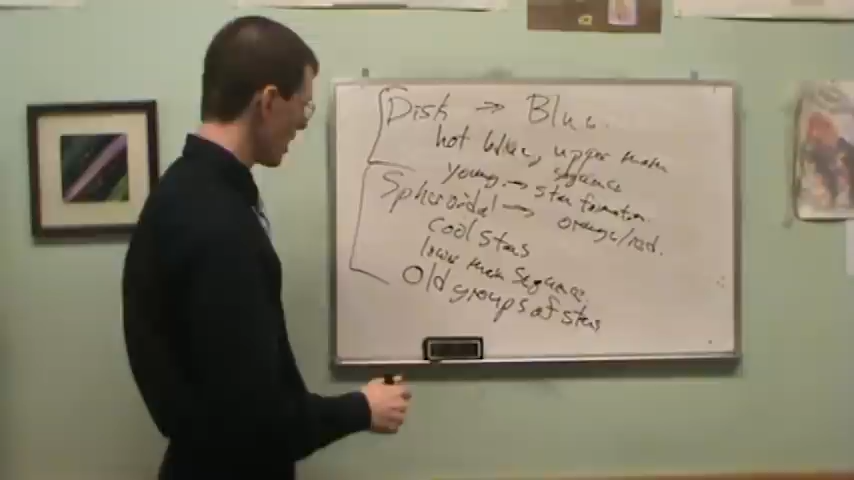 Disk → Blue.
hot blue, upper main
sequence
young → star formation.
Spheroidal → orange/red.
cool stars
lower main sequence.
Old groups of stars